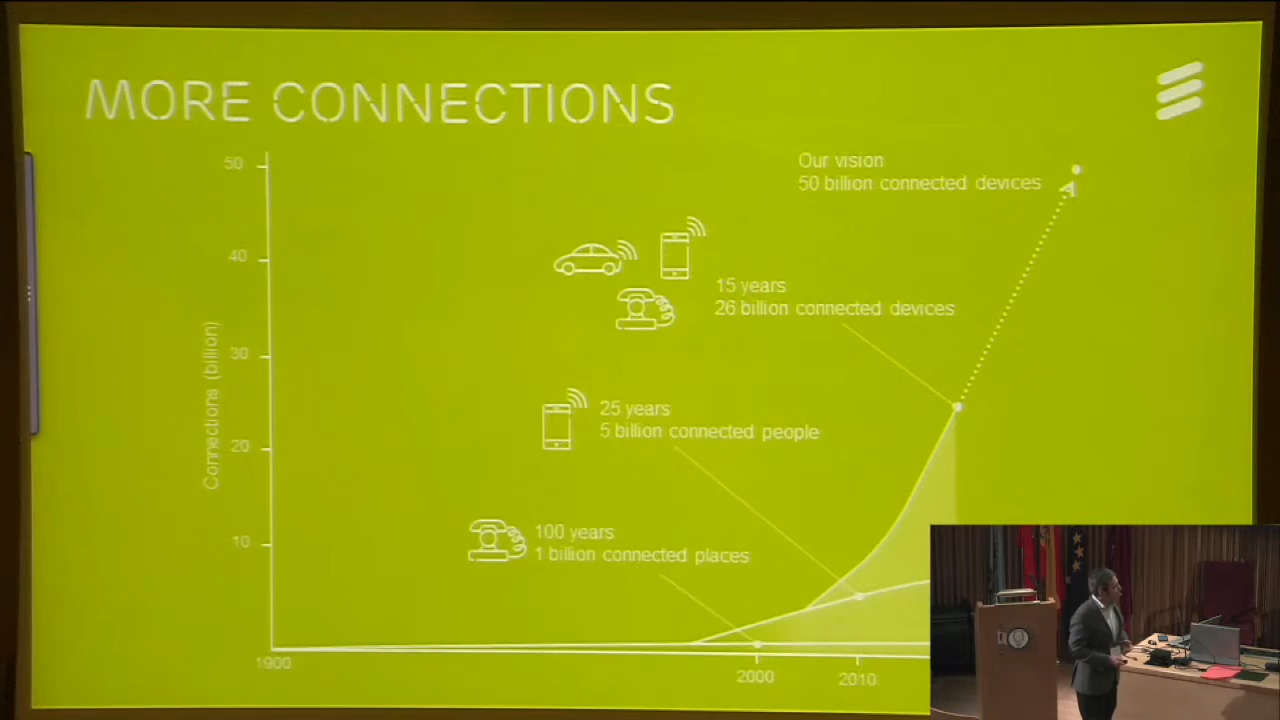 MORE CONNECTIONS
Our vision
50 billion connected devices
15 years
26 billion connected devices
25 years
5 billion connected people
100 years
1 billion connected places
Connections (billion)
50
40
30
20
10
1900
2000
2010